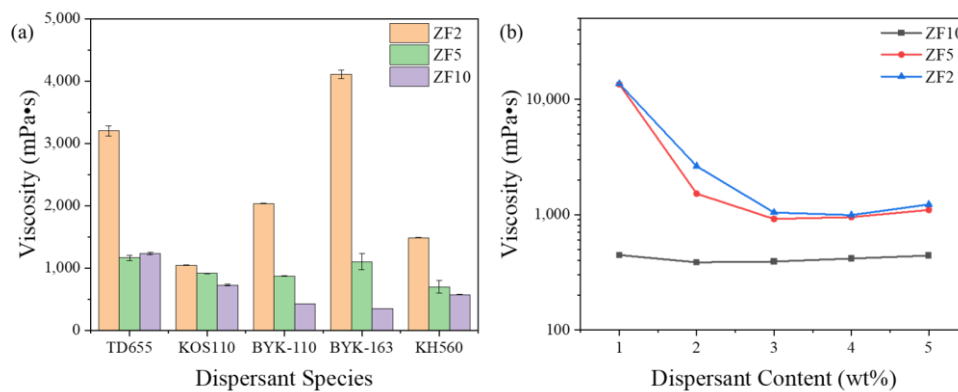 (a)
ZF2
ZF5
ZF10
5,000
4,000
3,000
2,000
1,000
0
Viscosity (mPa•s)
TD655 KOS110 BYK-110 BYK-163 KH560
Dispersant Species
(b)
ZF10
ZF5
ZF2
10,000
1,000
100
Viscosity (mPa•s)
1 2 3 4 5
Dispersant Content (wt%)